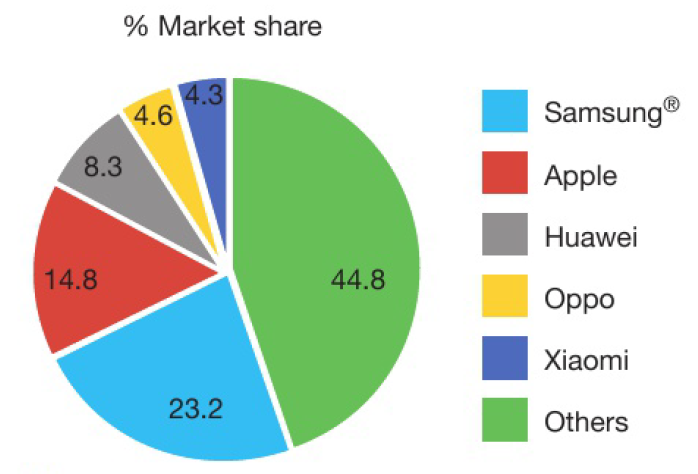 % Market share
4.3
4.6
8.3
14.8
44.8
23.2
Samsung®
Apple
Huawei
Oppo
Xiaomi
Others